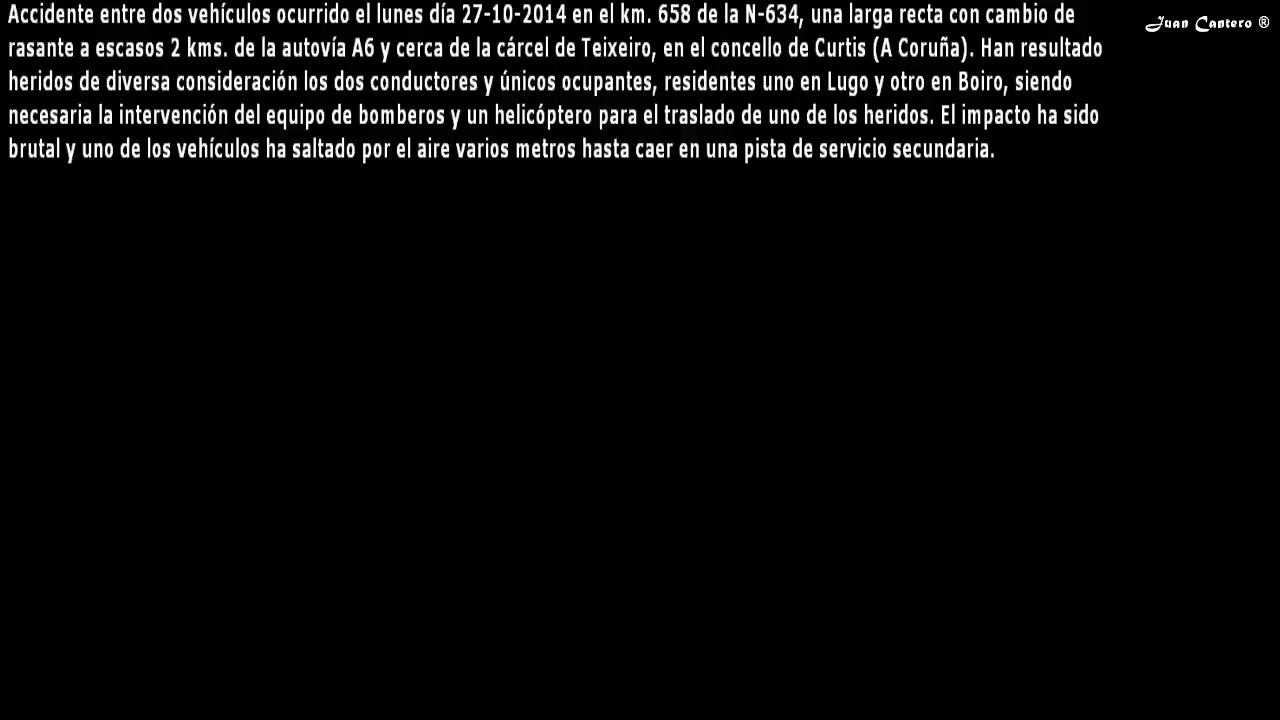 Accidente entre dos vehículos ocurrido el lunes día 27-10-2014 en el km. 658 de la N-634, una larga recta con cambio de
rasante a escasos 2 kms. de la autovía A6 y cerca de la cárcel de Teixeiro, en el concello de Curtis (A Coruña). Han resultado
heridos de diversa consideración los dos conductores y únicos ocupantes, residentes uno en Lugo y otro en Boiro, siendo
necesaria la intervención del equipo de bomberos y un helicóptero para el traslado de uno de los heridos. El impacto ha sido
brutal y uno de los vehículos ha saltado por el aire varios metros hasta caer en una pista de servicio secundaria.
Juan Cantero ®